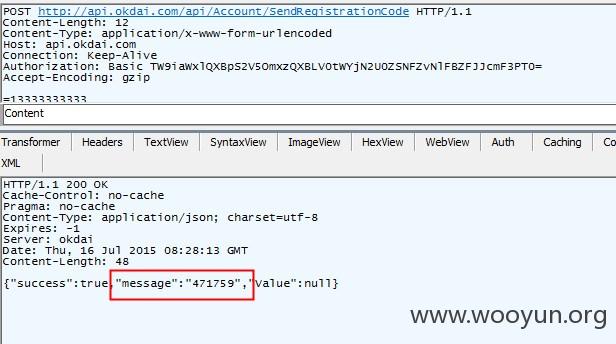 POST http://api.okdai.com/api/Account/SendRegistrationCode HTTP/1.1
Content-Length: 12
Content-Type: application/x-www-form-urlencoded
Host: api.okdai.com
Connection: Keep-Alive
Authorization: Basic
Accept-Encoding: gzip
=13333333333
Content
Transformer Headers TextView SyntaxView ImageView HexView WebView Auth Caching Co
XML
HTTP/1.1 200 OK
Cache-Control: no-cache
Pragma: no-cache
Content-Type: application/json; charset=utf-8
Expires: -1
Server: okdai
Date: Thu, 16 Jul 2015 08:28:13 GMT
Content-Length: 48
{"success":true,"message":"471759","Value":null}
www.wooyun.org